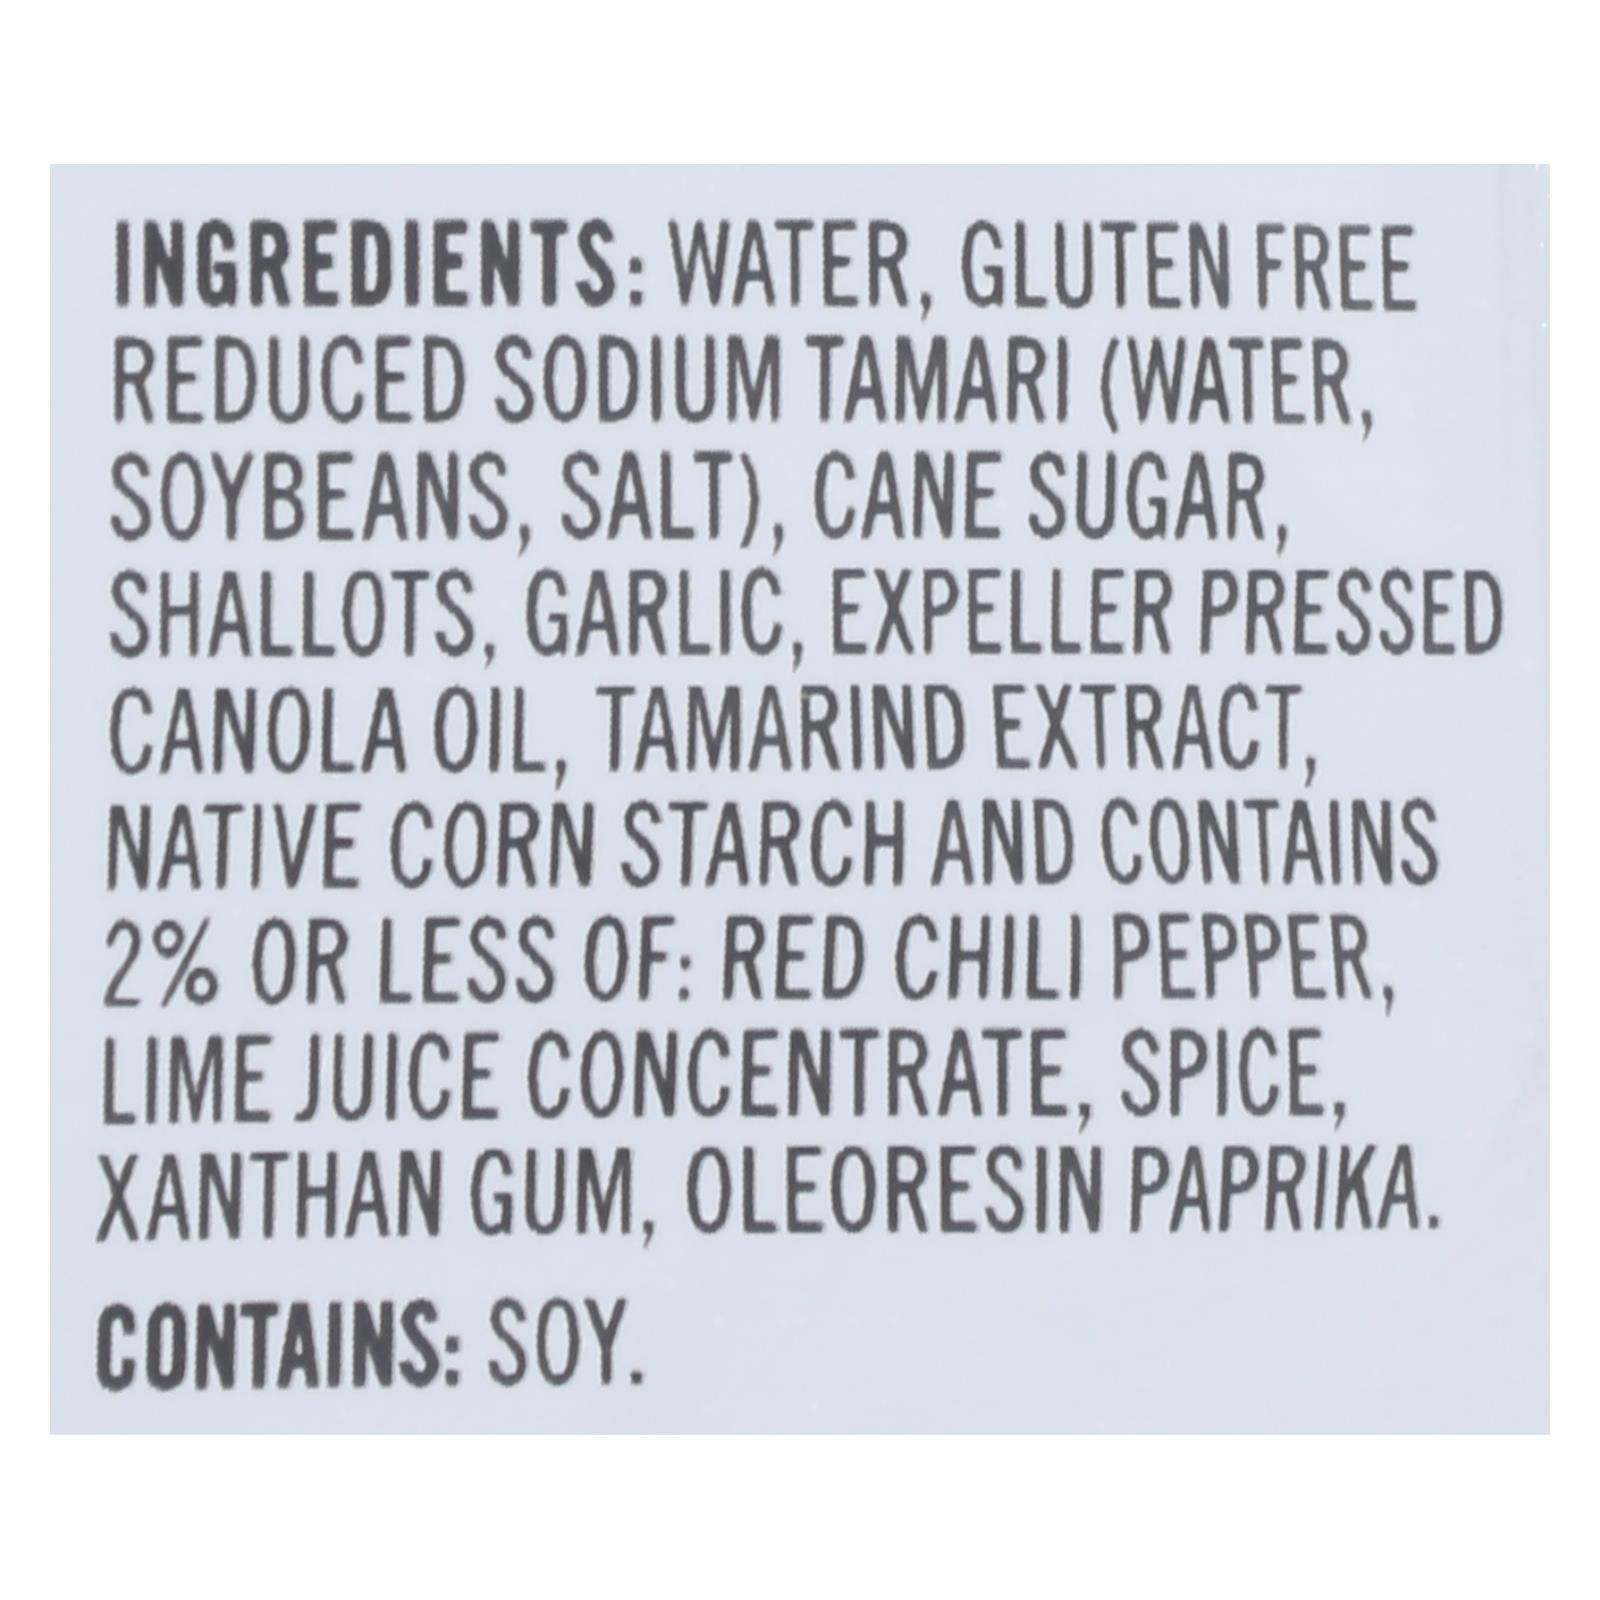 INGREDIENTS: WATER, GLUTEN FREE
REDUCED SODIUM TAMARI (WATER,
SOYBEANS, SALT), CANE SUGAR,
SHALLOTS, GARLIC, EXPELLER PRESSED
CANOLA OIL, TAMARIND EXTRACT,
NATIVE CORN STARCH AND CONTAINS
2% OR LESS OF: RED CHILI PEPPER,
LIME JUICE CONCENTRATE, SPICE,
XANTHAN GUM, OLEORESIN PAPRIKA.
CONTAINS: SOY.